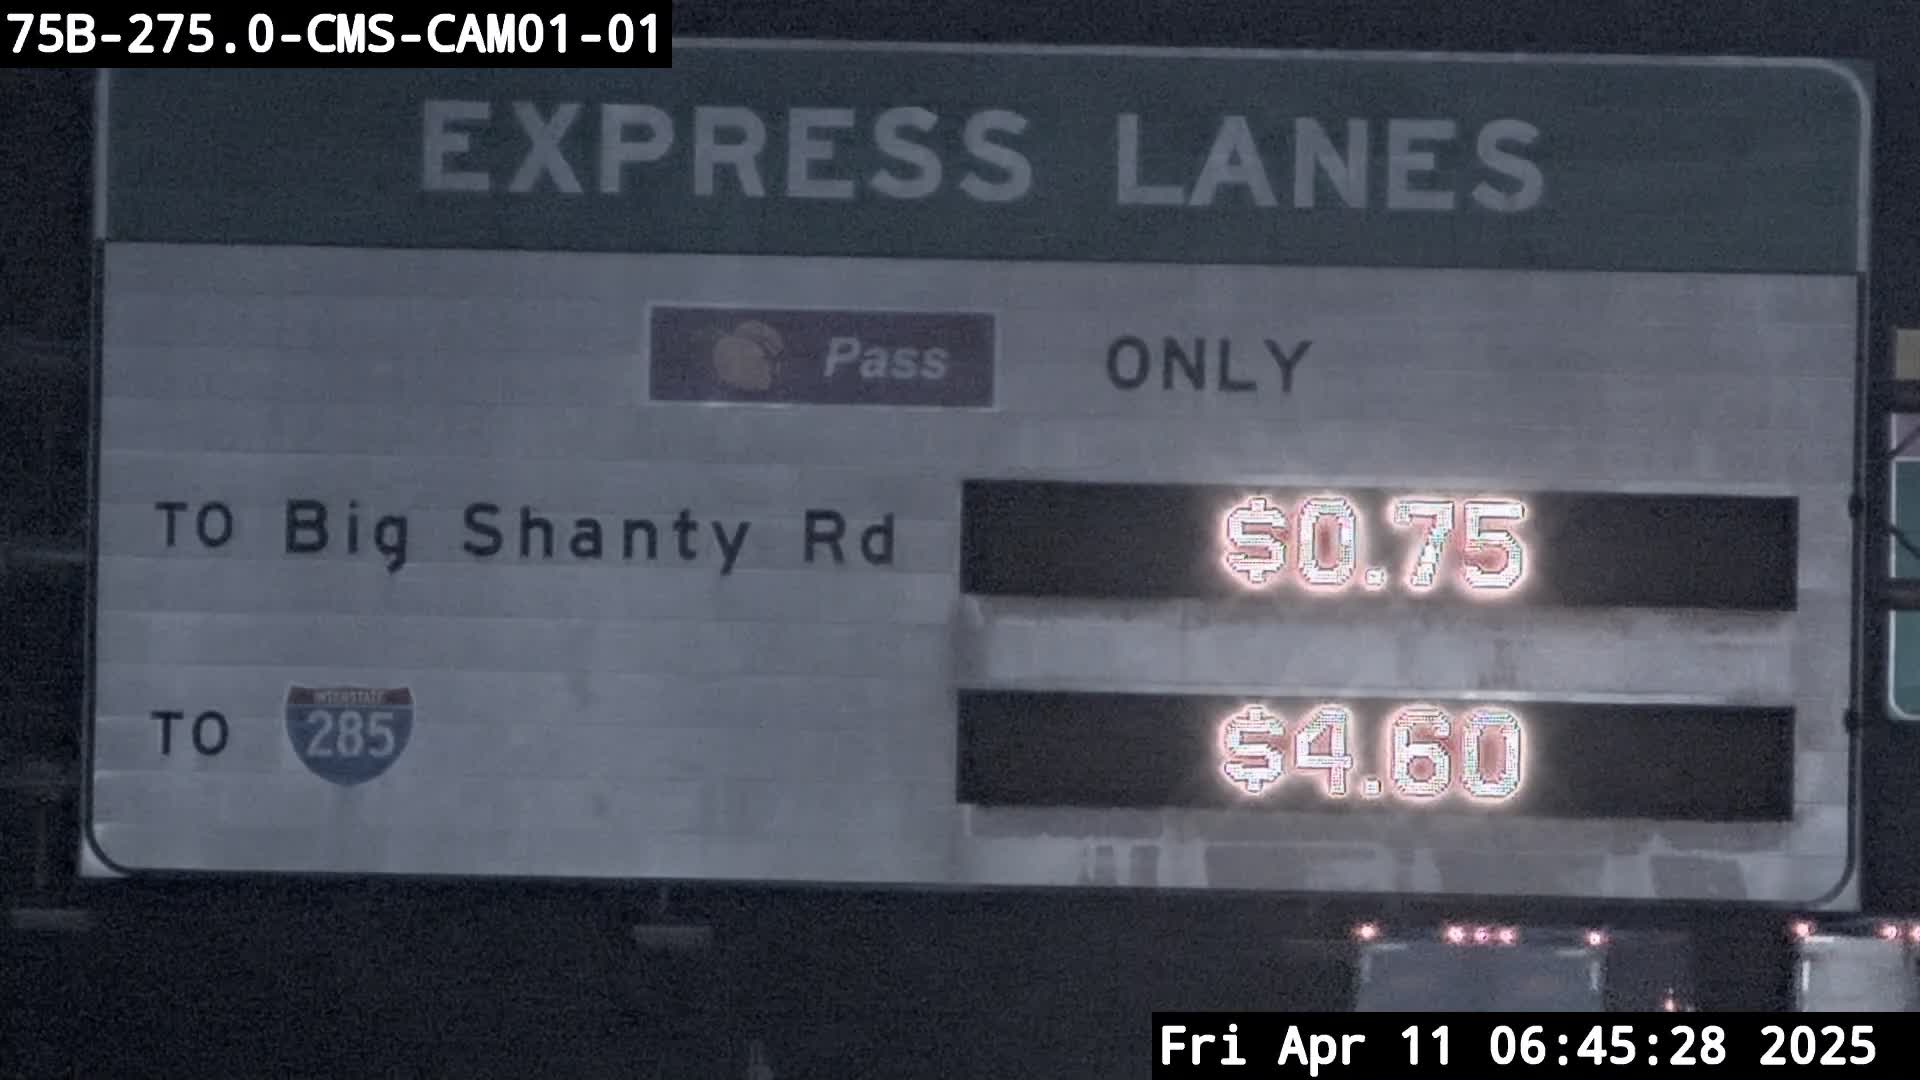 75B-275.0-CMS-CAM01-01
EXPRESS LANES
Pass ONLY
TO Big Shanty Rd $0.75
INTERSTATE
TO 285 $4.60
Fri Apr 11 06:45:28 2025